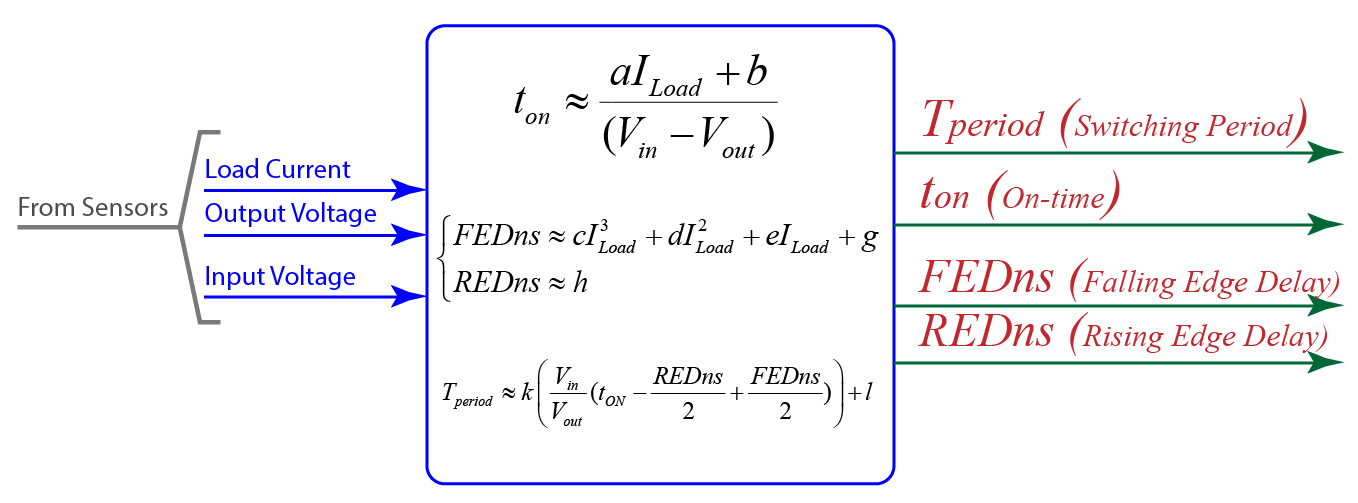 From Sensors
Load Current
Output Voltage
Input Voltage
t_on ≈ (aI_Load + b) / (V_in − V_out)
{ FEDns ≈ cI_Load^3 + dI_Load^2 + eI_Load + g
REDns ≈ h
T_period ≈ k( V_in / V_out (t_ON − REDns / 2 + FEDns / 2) ) + l
Tperiod (Switching Period)
ton (On-time)
FEDns (Falling Edge Delay)
REDns (Rising Edge Delay)